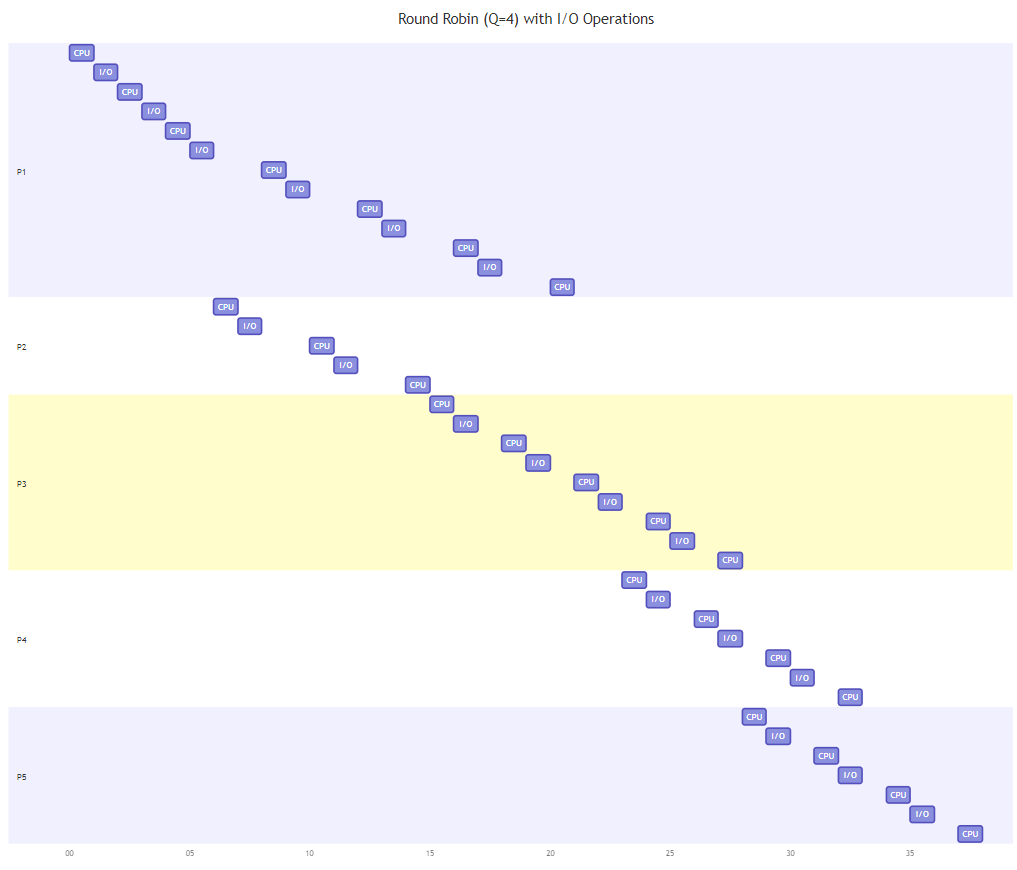 Round Robin (Q=4) with I/O Operations
CPU
I/O
CPU
I/O
CPU
I/O
P1
CPU
I/O
CPU
I/O
CPU
I/O
CPU
CPU
I/O
P2
CPU
I/O
CPU
CPU
I/O
CPU
I/O
P3
CPU
I/O
CPU
I/O
CPU
CPU
I/O
CPU
P4
I/O
CPU
I/O
CPU
CPU
I/O
CPU
P5
I/O
CPU
I/O
CPU
00 05 10 15 20 25 30 35